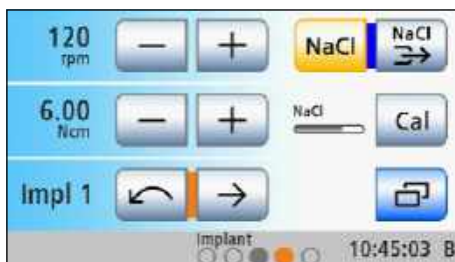 120
rpm
NaCl
NaCl
6.00
Ncm
NaCl
Cal
Impl 1
Implant
10:45:03 B